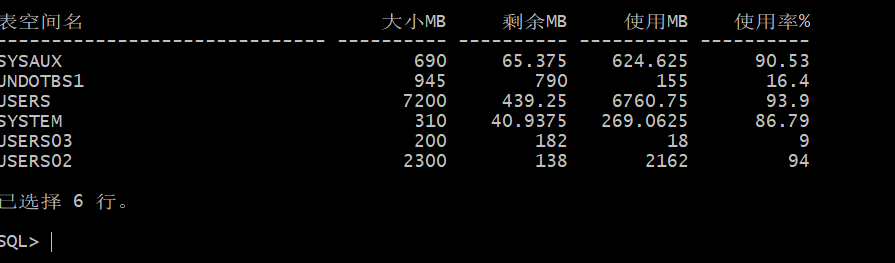 表空间名 大小MB 剩余MB 使用MB 使用率%
------------------------------ ---------- ---------- ---------- ----------
SYSAUX 690 65.375 624.625 90.53
UNDOTBS1 945 790 155 16.4
USERS 7200 439.25 6760.75 93.9
SYSTEM 310 40.9375 269.0625 86.79
USERS03 200 182 18 9
USERS02 2300 138 2162 94
已选择 6 行。
SQL>